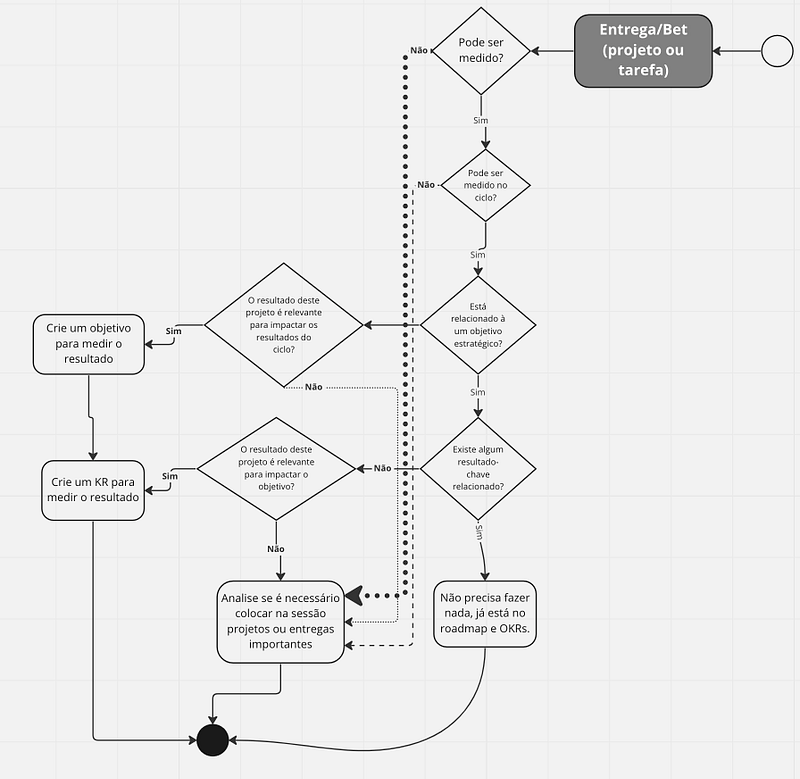 Entrega/Bet
(projeto ou
tarefa)
Pode ser
medido?
Não
Sim
Pode ser
medido no
ciclo?
Não
Sim
Está
relacionado à
um objetivo
estratégico?
O resultado deste
projeto é relevante
para impactar os
resultados do
ciclo?
Sim
Crie um objetivo
para medir o
resultado
Não
Sim
Existe algum
resultado-
chave
relacionado?
Não
O resultado deste
projeto é relevante
para impactar o
objetivo?
Sim
Crie um KR para
medir o resultado
Não
Sim
Analise se é necessário
colocar na sessão
projetos ou entregas
importantes
Não precisa fazer
nada, já está no
roadmap e OKRs.